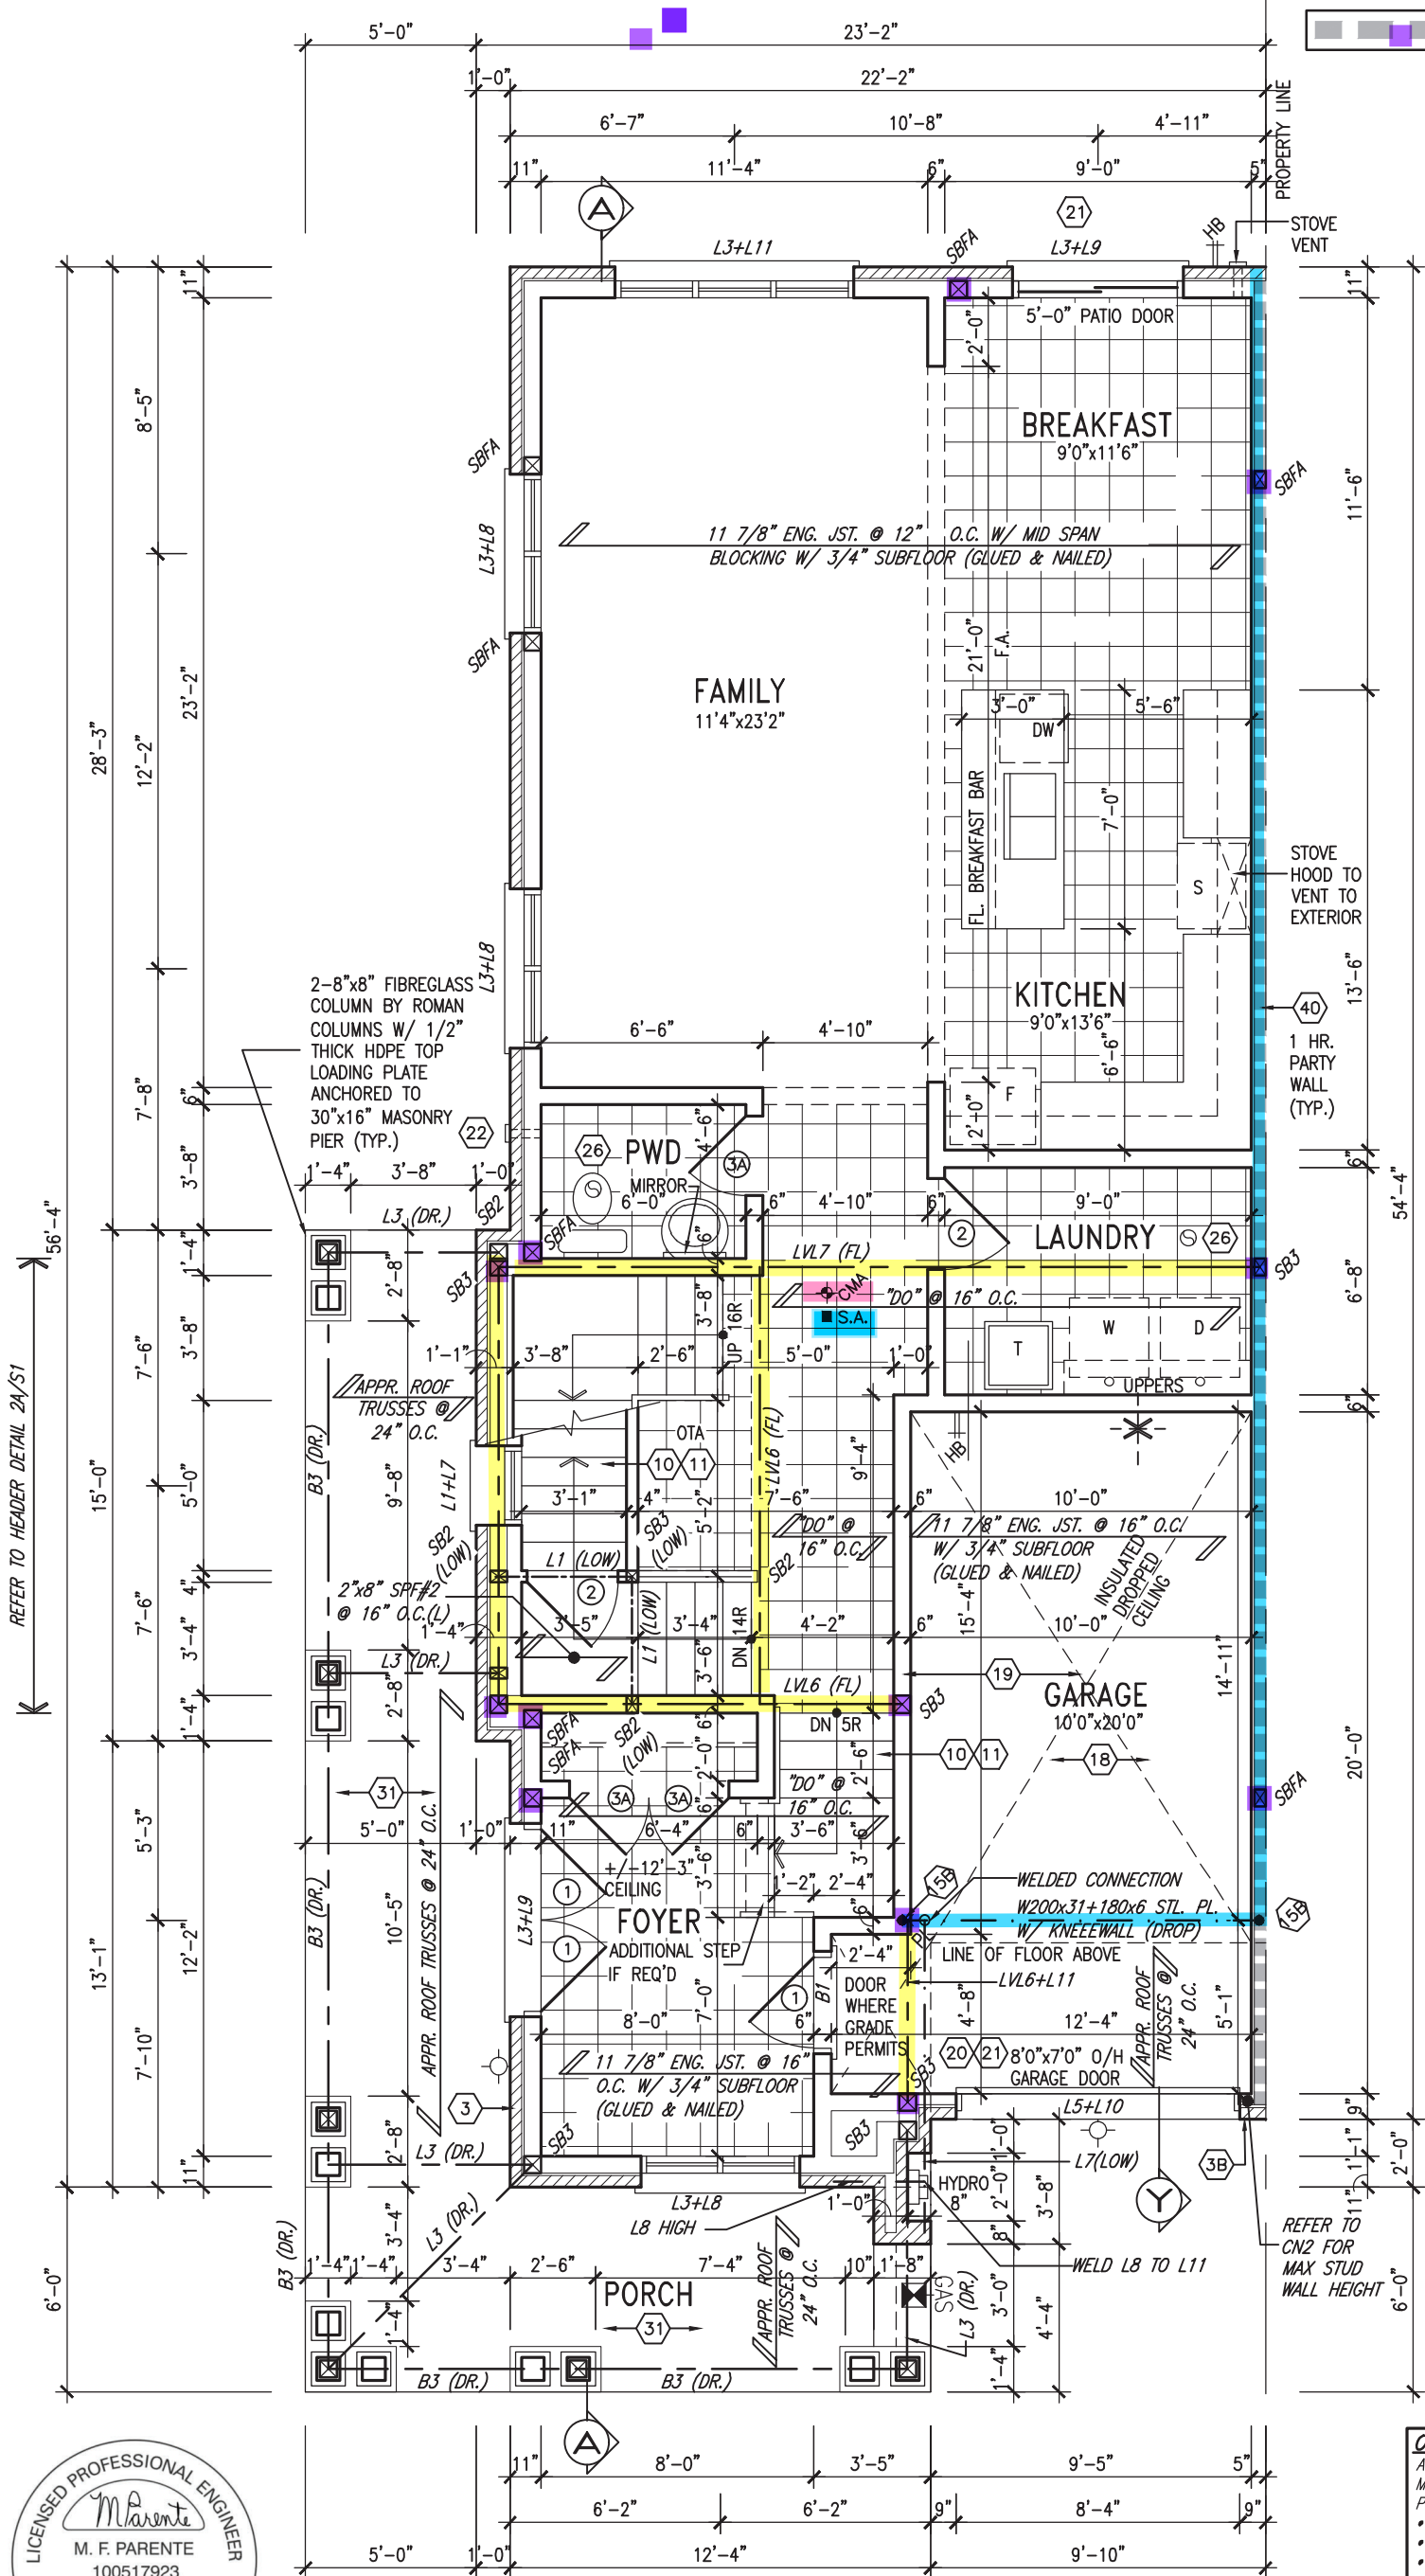 5'-0" 23'-2"
1'-0" 22'-2"
6'-7" 10'-8" 4'-11"
11" 11'-4" 6" 9'-0" 5"
PROPERTY LINE
A
21
HB
STOVE
VENT
L3+L11
SBFA
L3+L9
5'-0" PATIO DOOR
11"
2'-0"
11"
BREAKFAST
9'0"x11'6"
8'-5"
SBFA
SBFA
11'-6"
11 7/8" ENG. JST. @ 12" O.C. W/ MID SPAN
BLOCKING W/ 3/4" SUBFLOOR (GLUED & NAILED)
L3+L8
SBFA
21'-0"
F.A.
FAMILY
11'4"x23'2"
23'-2"
28'-3"
12'-2"
3'-0" 5'-6"
DW
FL. BREAKFAST BAR
7'-0"
S
STOVE
HOOD TO
VENT TO
EXTERIOR
13'-6"
L3+L8
2-8"x8" FIBREGLASS
COLUMN BY ROMAN
COLUMNS W/ 1/2"
THICK HDPE TOP
LOADING PLATE
ANCHORED TO
30"x16" MASONRY
PIER (TYP.)
KITCHEN
9'0"x13'6"
40
1 HR.
PARTY
WALL
(TYP.)
6'-6" 4'-10"
6'-6"
7'-8"
6"
2'-0"
F
22
26
PWD
4'-6"
3A
MIRROR
3'-8"
6"
1'-4" 3'-8" 1'-0"
6'-0" 6" 4'-10" 6" 9'-0"
56'-4"
54'-4"
L3 (DR.)
SB2
SBFA
6"
2
LAUNDRY
26
1'-4"
2'-8"
SB3
LVL7 (FL)
SB3
CMA
"DO" @ 16" O.C.
S.A.
6'-8"
3'-8"
UP 16R
W D
T
UPPERS
REFER TO HEADER DETAIL 2A/S1
7'-6"
3'-8"
1'-1" 3'-8" 2'-6" 5'-0" 1'-0"
APPR. ROOF
TRUSSES @
24" O.C.
OTA
10 11
LVL6 (FL)
9'-4"
HB
6"
B3 (DR.)
9'-8"
15'-0"
5'-0"
L1+L7
3'-1" 4" 7'-6" 6" 10'-0"
5'-2"
SB3
(LOW)
"DO" @
16" O.C.
11 7/8" ENG. JST. @ 16" O.C.
W/ 3/4" SUBFLOOR
(GLUED & NAILED)
INSULATED
DROPPED
CEILING
SB2
(LOW)
L1 (LOW)
2
SB2
2"x8" SPF#2
@ 16" O.C.(L)
4"
7'-6"
3'-4"
1'-4" 3'-5" 3'-4" 4'-2" 6" 10'-0"
15'-4"
L1 (LOW)
3'-6"
DN 14R
14'-11"
L3 (DR.)
19
LVL6 (FL)
SB3
GARAGE
10'0"x20'0"
1'-4"
2'-8"
SBFA
SB2
(LOW)
6"
DN 5R
18
20'-0"
2'-0"
2'-6"
10 11
SBFA
31
3A 3A
"DO" @
16" O.C.
SBFA
5'-3"
5'-0" 1'-0" 11" 6'-4" 6" 3'-6"
6"
3'-6"
3'-6"
+/-12'-3"
CEILING
1
1'-2" 2'-4"
15B
WELDED CONNECTION
W200x31+180x6 STL. PL.
W/ KNEEEWALL (DROP)
15B
FOYER
ADDITIONAL STEP
IF REQ'D
1
6"
LINE OF FLOOR ABOVE
LVL6+L11
APPR. ROOF TRUSSES @ 24" O.C.
B3 (DR.)
10'-5"
L3+L9
13'-1"
12'-2"
7'-10"
2'-4"
B1
DOOR
WHERE
GRADE
PERMITS
1
4'-8"
APPR. ROOF
TRUSSES @
24" O.C.
5'-1"
8'-0" 7'-0" 6" 12'-4"
11 7/8" ENG. JST. @ 16"
O.C. W/ 3/4" SUBFLOOR
(GLUED & NAILED)
20 21
8'0"x7'0" O/H
GARAGE DOOR
SB3
3
L5+L10
9"
2'-8"
11"
L3 (DR.)
SB3
SB3
1'-0"
L7(LOW)
3B
1'-1"
2'-0"
HYDRO
L3+L8
L8 HIGH
1'-0" 8"
2'-0"
3'-8"
Y
11"
8"
REFER TO
CN2 FOR
MAX STUD
WALL HEIGHT
L3 (DR.)
3'-4"
B3 (DR.)
6'-0"
1'-4" 1'-4" 3'-4" 2'-6" 7'-4" 10" 1'-8"
WELD L8 TO L11
PORCH
31
APPR. ROOF
TRUSSES @
24" O.C.
GAS
L3 (DR.)
3'-0"
4'-4"
6'-0"
1'-4"
1'-4"
B3 (DR.) B3 (DR.)
A
11" 8'-0" 3'-5" 9'-5" 5"
6'-2" 6'-2" 9" 8'-4" 9"
5'-0" 1'-0" 12'-4" 9'-10"
LICENSED PROFESSIONAL ENGINEER
MParente
M. F. PARENTE
100517923